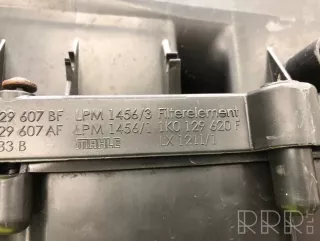 29 607 BF LPM 1456/3 Filterelement
29 607 AF LPM 1456/1 1K0 129 620 F
33 B MAHLE LX 1211/1
RRR